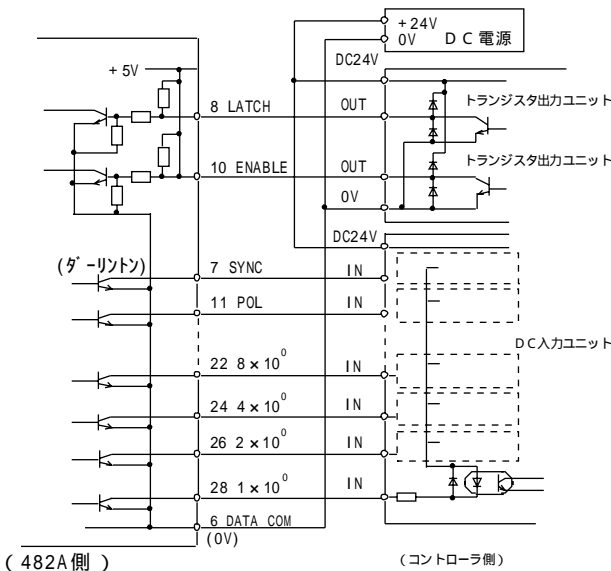 +24V
0V
DC電源
DC24V
+5V
8 LATCH
OUT
トランジスタ出力ユニット
10 ENABLE
OUT
トランジスタ出力ユニット
0V
DC24V
(ダーリントン)
7 SYNC
IN
11 POL
IN
DC入力ユニット
22 8×10⁰
IN
24 4×10⁰
IN
26 2×10⁰
IN
28 1×10⁰
IN
6 DATA COM
(0V)
(482A側)
(コントローラ側)